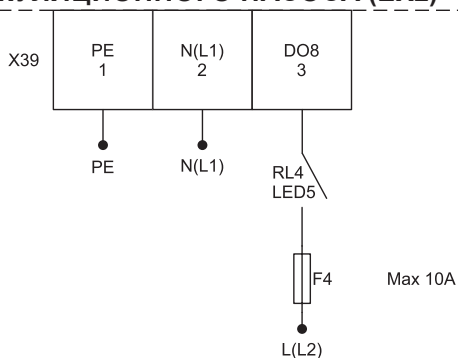 X39
PE
1
N(L1)
2
DO8
3
PE
N(L1)
RL4
LED5
F4
Max 10A
L(L2)